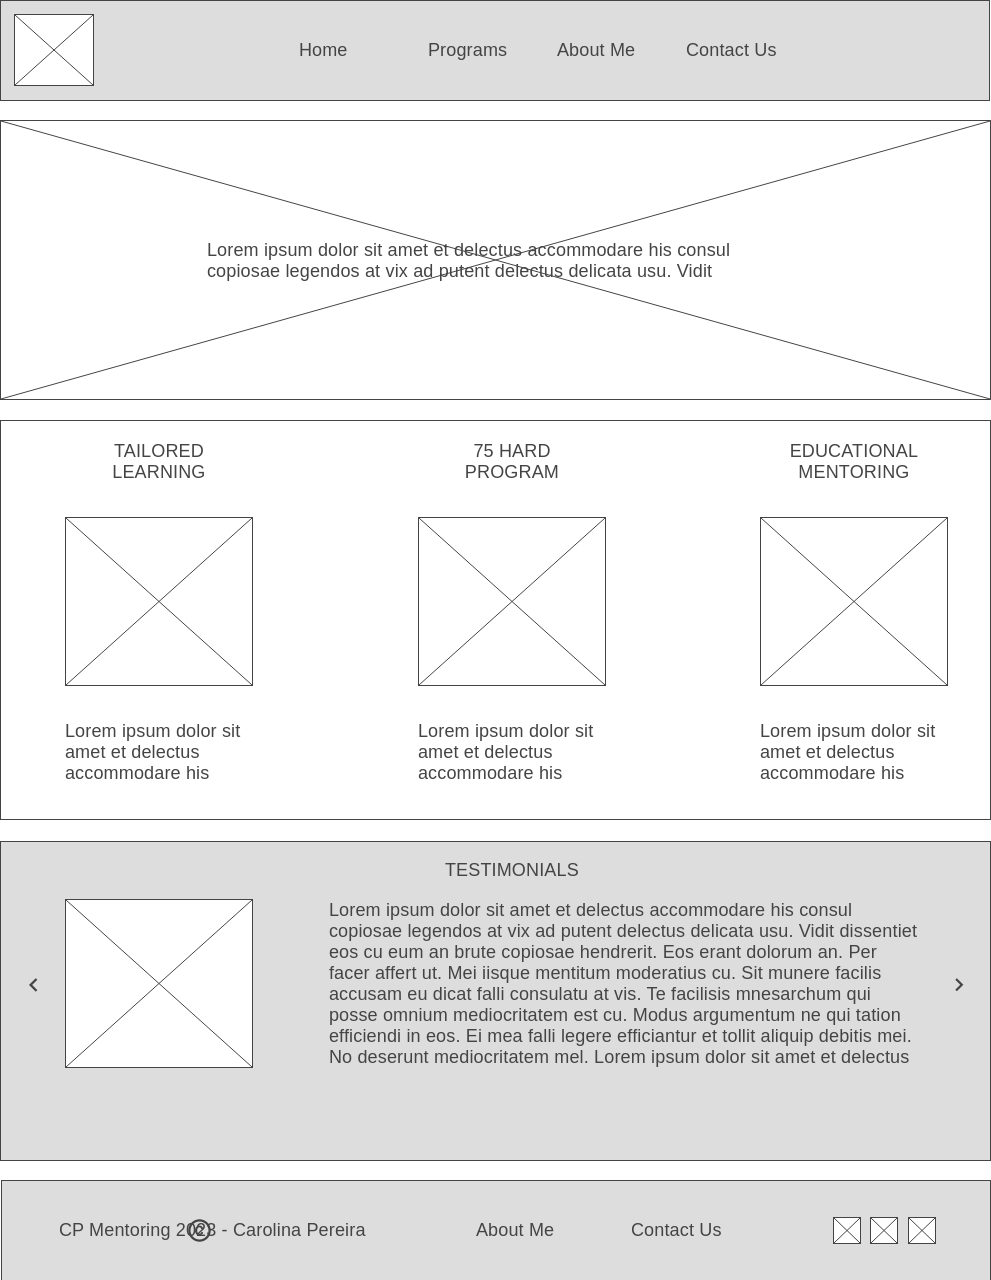 Home Programs About Me Contact Us
Lorem ipsum dolor sit amet et delectus accommodare his consul
copiosae legendos at vix ad putent delectus delicata usu. Vidit
TAILORED
LEARNING
75 HARD
PROGRAM
EDUCATIONAL
MENTORING
Lorem ipsum dolor sit
amet et delectus
accommodare his
Lorem ipsum dolor sit
amet et delectus
accommodare his
Lorem ipsum dolor sit
amet et delectus
accommodare his
TESTIMONIALS
Lorem ipsum dolor sit amet et delectus accommodare his consul
copiosae legendos at vix ad putent delectus delicata usu. Vidit dissentiet
eos cu eum an brute copiosae hendrerit. Eos erant dolorum an. Per
facer affert ut. Mei iisque mentitum moderatius cu. Sit munere facilis
accusam eu dicat falli consulatu at vis. Te facilisis mnesarchum qui
posse omnium mediocritatem est cu. Modus argumentum ne qui tation
efficiendi in eos. Ei mea falli legere efficiantur et tollit aliquip debitis mei.
No deserunt mediocritatem mel. Lorem ipsum dolor sit amet et delectus
CP Mentoring 2023 - Carolina Pereira About Me Contact Us